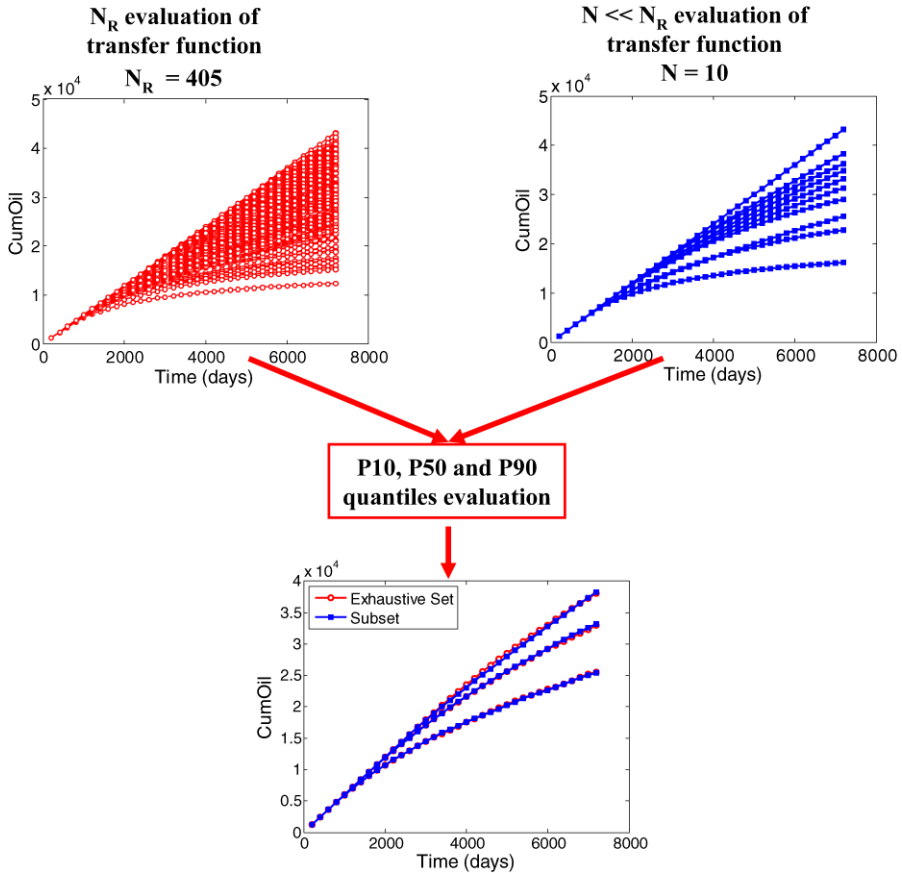 N_R evaluation of
transfer function
N_R = 405
x 10^4
5
4
3
2
1
0
CumOil
0 2000 4000 6000 8000
Time (days)
N << N_R evaluation of
transfer function
N = 10
x 10^4
5
4
3
2
1
0
CumOil
0 2000 4000 6000 8000
Time (days)
P10, P50 and P90
quantiles evaluation
x 10^4
4
3.5
3
2.5
2
1.5
1
0.5
0
CumOil
Exhaustive Set
Subset
0 2000 4000 6000 8000
Time (days)